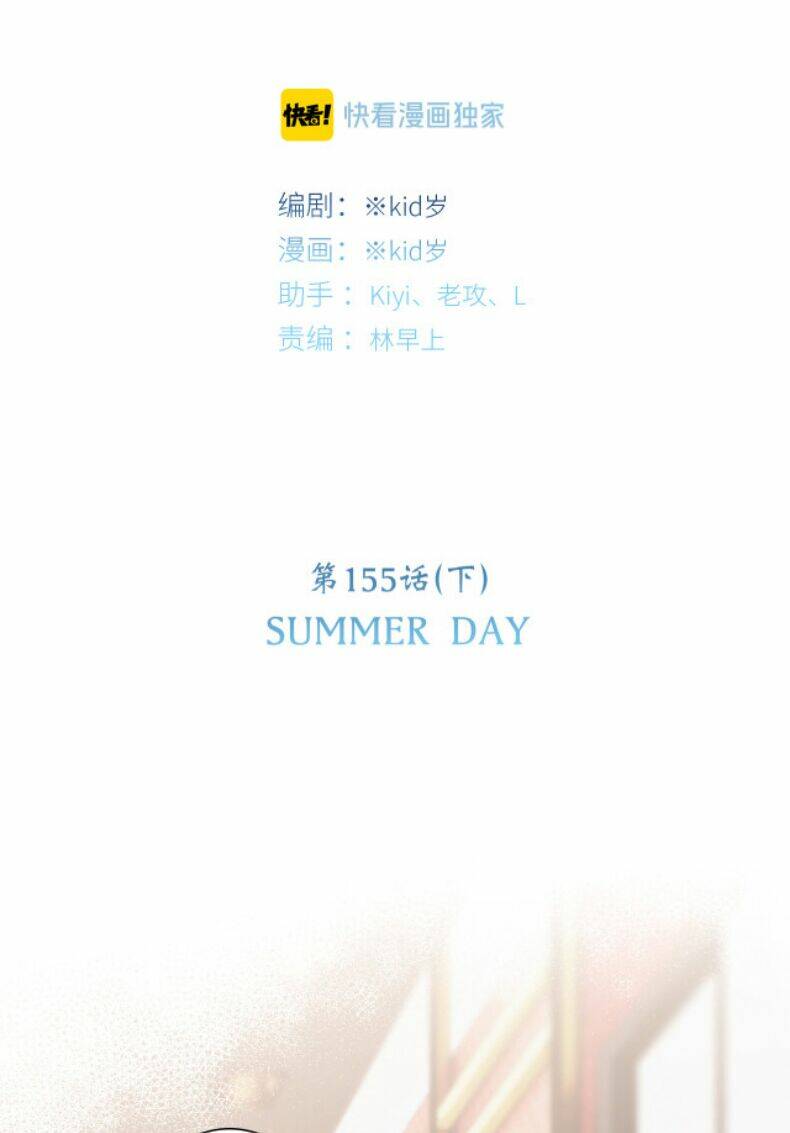 快看! 快看漫画独家
编剧：※kid岁
漫画：※kid岁
助手：Kiyi、老攻、L
责编：林早上
第155话(下)
SUMMER DAY